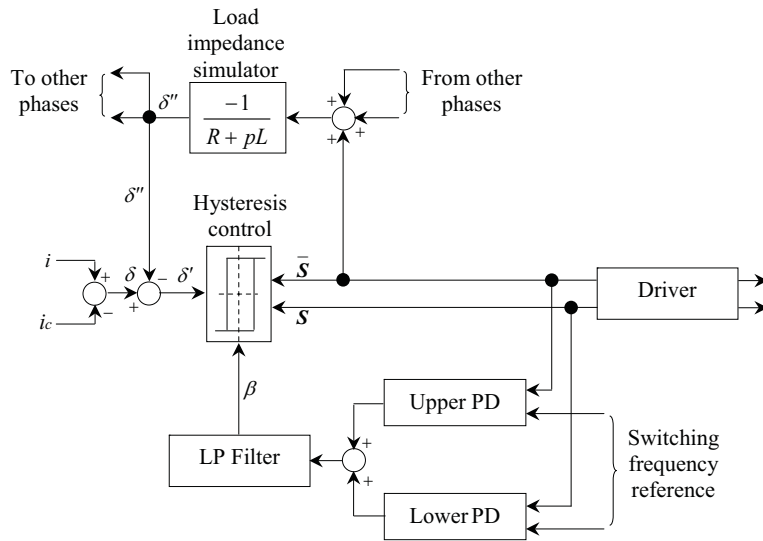 Load
impedance
simulator
To other
phases
From other
phases
δ″
−1
R + pL
+
+
+
δ″
Hysteresis
control
i
+
δ
−
δ′
S̄
Driver
+
i_c
−
S
β
Upper PD
LP Filter
+
+
Switching
frequency
reference
Lower PD